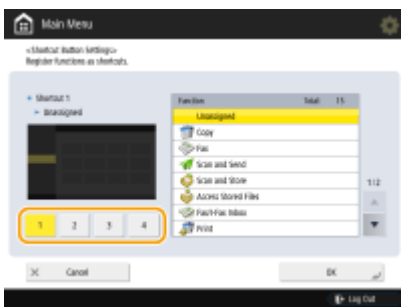 Main Menu
<Shortcut Button Settings>
Register functions as shortcuts.
Shortcut 1
Unassigned
Function Total 15
Unassigned
Copy
Fax
Scan and Send
Scan and Store
Access Stored Files
Fax/I-Fax Inbox
Print
1/2
1 2 3 4
Cancel
OK
Log Out